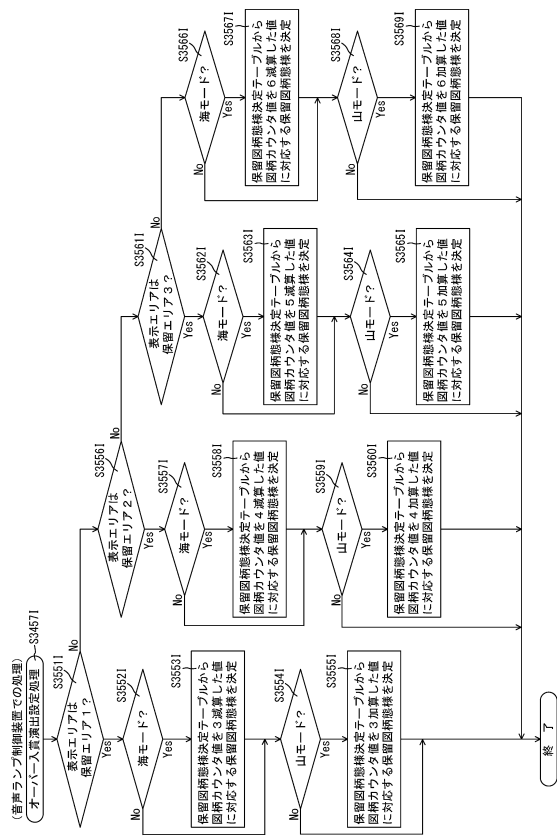 (音声ランプ制御装置での処理)
オーバー入賞演出設定処理
S3457I
S3551I
表示エリアは
保留エリア1?
No
Yes
S3552I
海モード?
No
Yes
S3553I
保留図柄態様決定テーブルから
図柄カウンタ値を3減算した値
に対応する保留図柄態様を決定
S3554I
山モード?
No
Yes
S3555I
保留図柄態様決定テーブルから
図柄カウンタ値を3加算した値
に対応する保留図柄態様を決定
S3556I
表示エリアは
保留エリア2?
No
Yes
S3557I
海モード?
No
Yes
S3558I
保留図柄態様決定テーブルから
図柄カウンタ値を4減算した値
に対応する保留図柄態様を決定
S3559I
山モード?
No
Yes
S3560I
保留図柄態様決定テーブルから
図柄カウンタ値を4加算した値
に対応する保留図柄態様を決定
S3561I
表示エリアは
保留エリア3?
No
Yes
S3562I
海モード?
No
Yes
S3563I
保留図柄態様決定テーブルから
図柄カウンタ値を5減算した値
に対応する保留図柄態様を決定
S3564I
山モード?
No
Yes
S3565I
保留図柄態様決定テーブルから
図柄カウンタ値を5加算した値
に対応する保留図柄態様を決定
S3566I
海モード?
No
Yes
S3567I
保留図柄態様決定テーブルから
図柄カウンタ値を6減算した値
に対応する保留図柄態様を決定
S3568I
山モード?
No
Yes
S3569I
保留図柄態様決定テーブルから
図柄カウンタ値を6加算した値
に対応する保留図柄態様を決定
終了